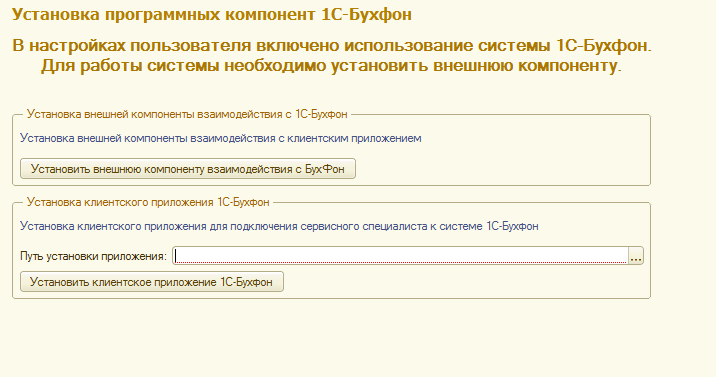 Установка программных компонент 1С-Бухфон
В настройках пользователя включено использование системы 1С-Бухфон.
Для работы системы необходимо установить внешнюю компоненту.
Установка внешней компоненты взаимодействия с 1С-Бухфон
Установка внешней компоненты взаимодействия с клиентским приложением
Установить внешнюю компоненту взаимодействия с БухФон
Установка клиентского приложения 1С-Бухфон
Установка клиентского приложения для подключения сервисного специалиста к системе 1С-Бухфон
Путь установки приложения: ...
Установить клиентское приложение 1С-Бухфон